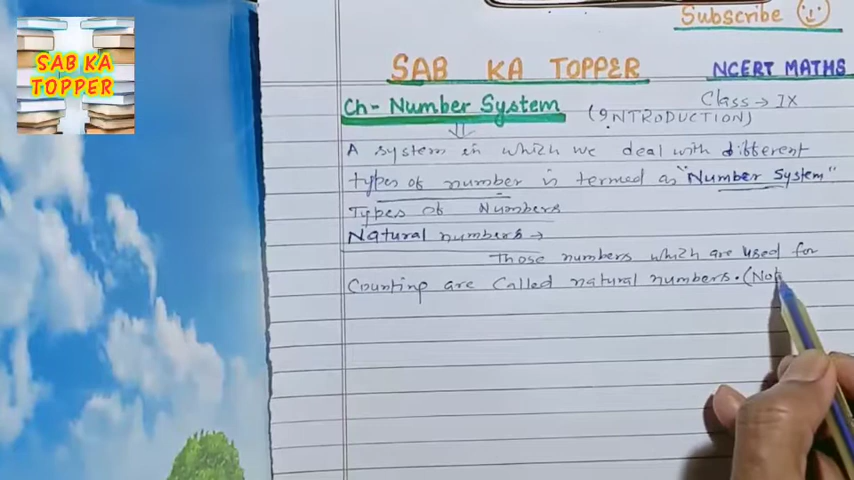 SAB KA
TOPPER
Subscribe
SAB KA TOPPER
NCERT MATHS
Ch- Number System
(INTRODUCTION)
Class → IX
A system in which we deal with different
types of number is termed as "Number System"
Types of Numbers
Natural numbers →
Those numbers which are used for
Counting are Called natural numbers. (Not